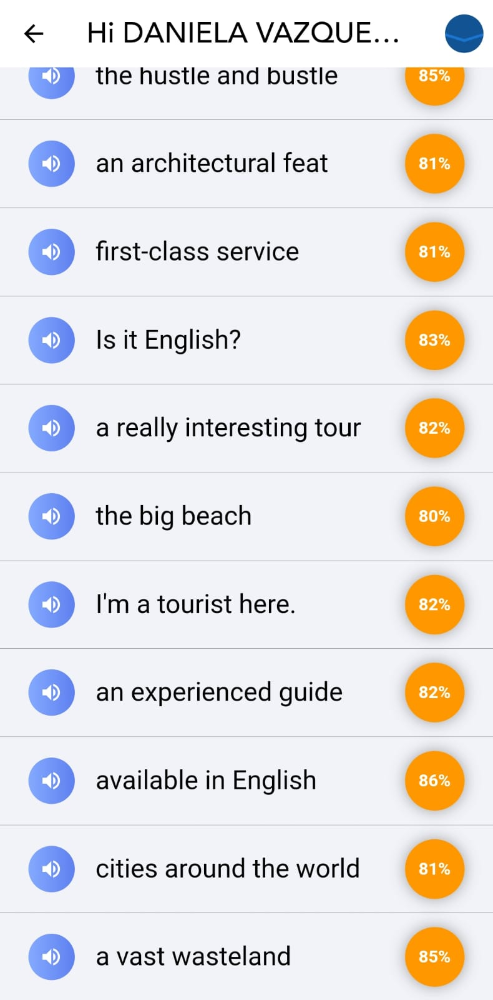 Hi DANIELA VAZQUE...
the hustle and bustle 85%
an architectural feat 81%
first-class service 81%
Is it English? 83%
a really interesting tour 82%
the big beach 80%
I'm a tourist here. 82%
an experienced guide 82%
available in English 86%
cities around the world 81%
a vast wasteland 85%